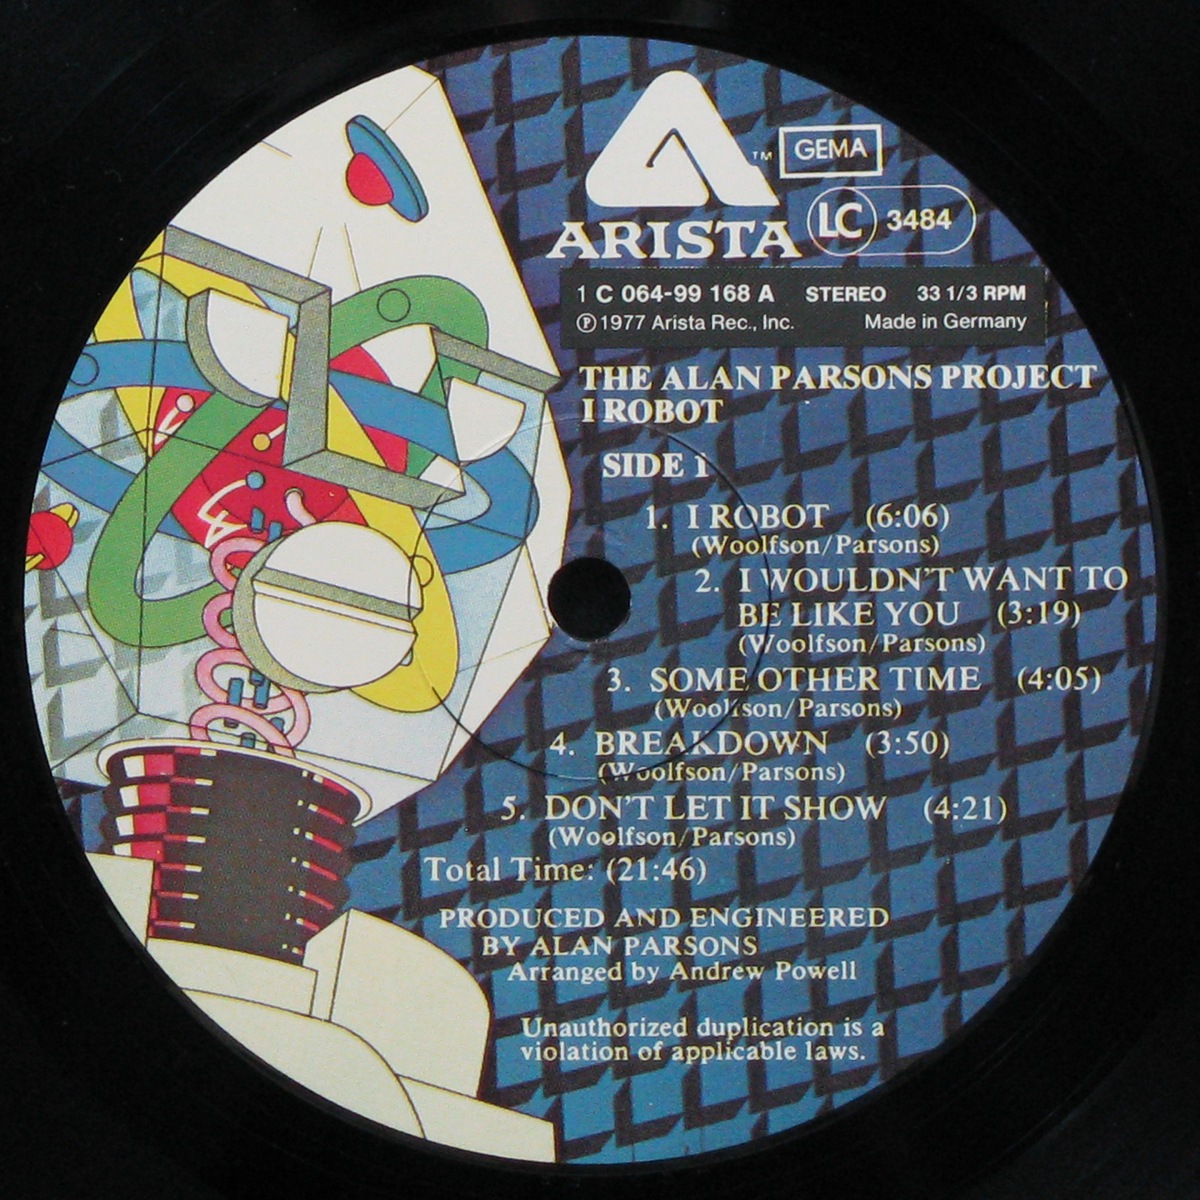 GEMA
TM
LC 3484
ARISTA
1 C 064-99 168 A STEREO 33 1/3 RPM
Ⓟ 1977 Arista Rec., Inc. Made in Germany
THE ALAN PARSONS PROJECT
I ROBOT
SIDE i
1. I ROBOT (6:06)
(Woolfson/Parsons)
2. I WOULDN'T WANT TO
BE LIKE YOU (3:19)
(Woolfson/Parsons)
3. SOME OTHER TIME (4:05)
(Woolfson/Parsons)
4. BREAKDOWN (3:50)
(Woolfson/Parsons)
5. DON'T LET IT SHOW (4:21)
(Woolfson/Parsons)
Total Time: (21:46)
PRODUCED AND ENGINEERED
BY ALAN PARSONS
Arranged by Andrew Powell
Unauthorized duplication is a
violation of applicable laws.